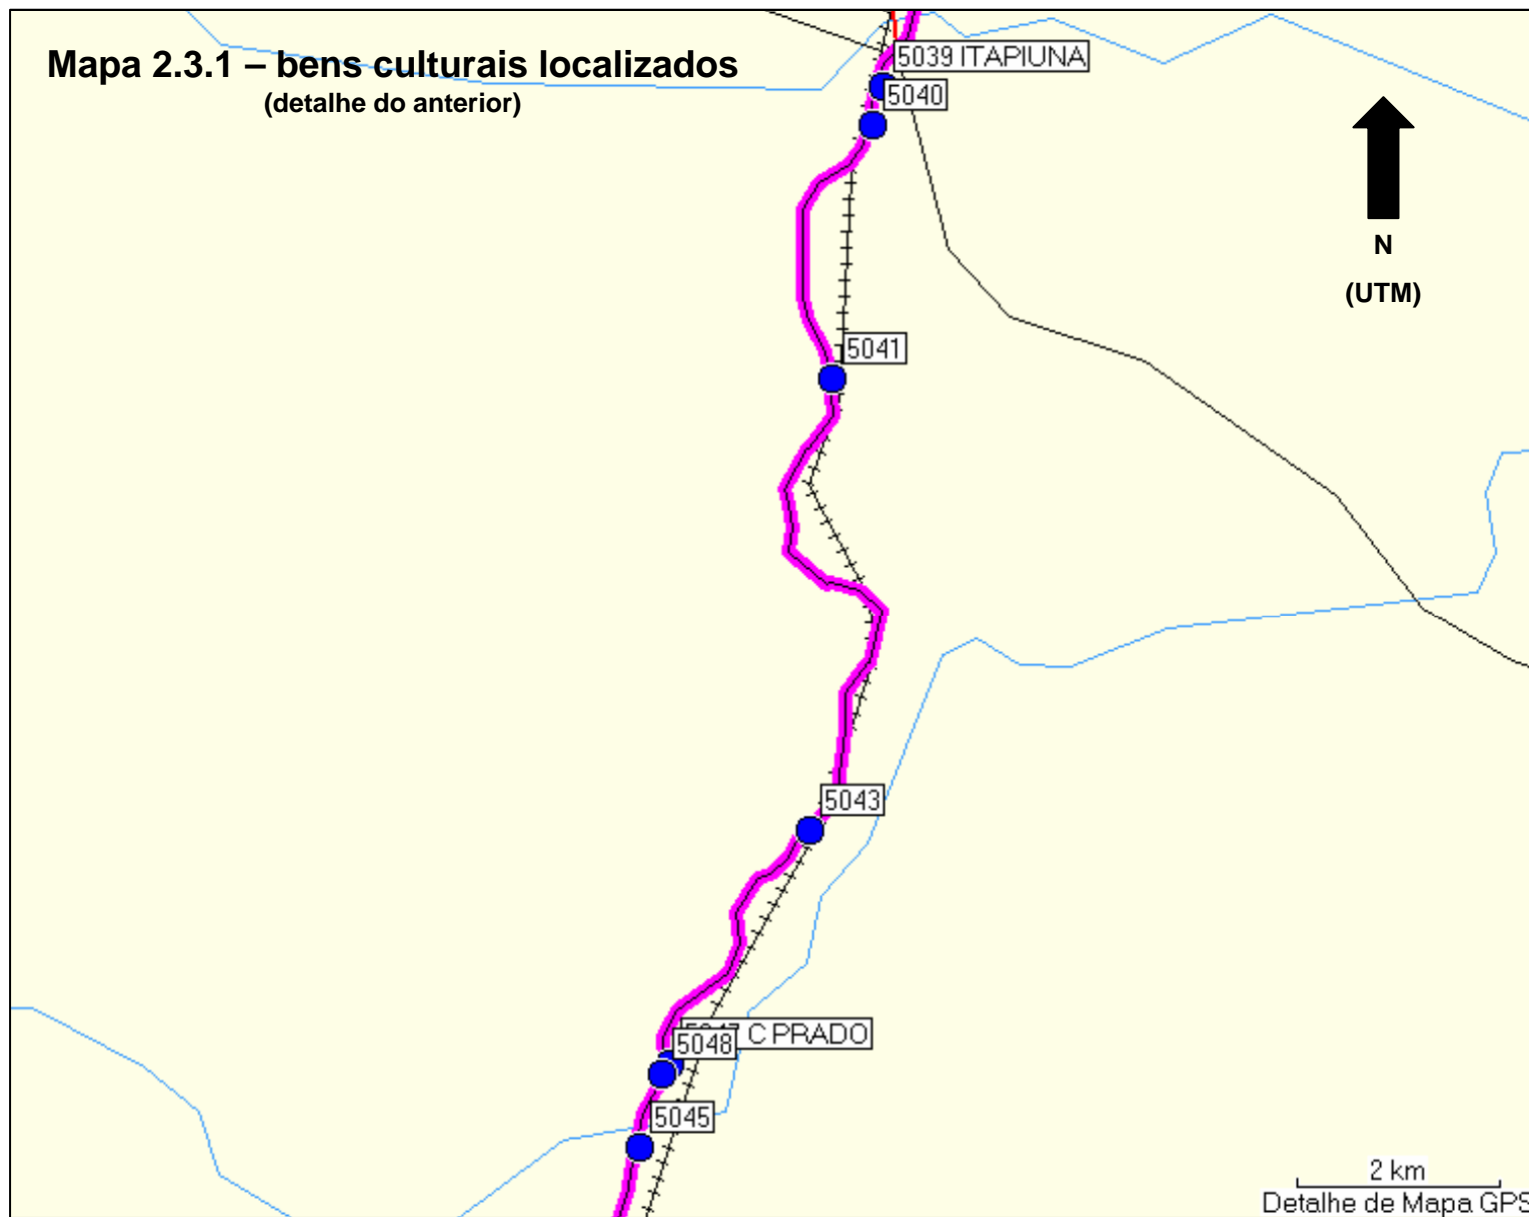 Mapa 2.3.1 – bens culturais localizados
(detalhe do anterior)
5039 ITAPIUNA
5040
N
(UTM)
5041
5043
C PRADO
5048
5045
2 km
Detalhe de Mapa GPS